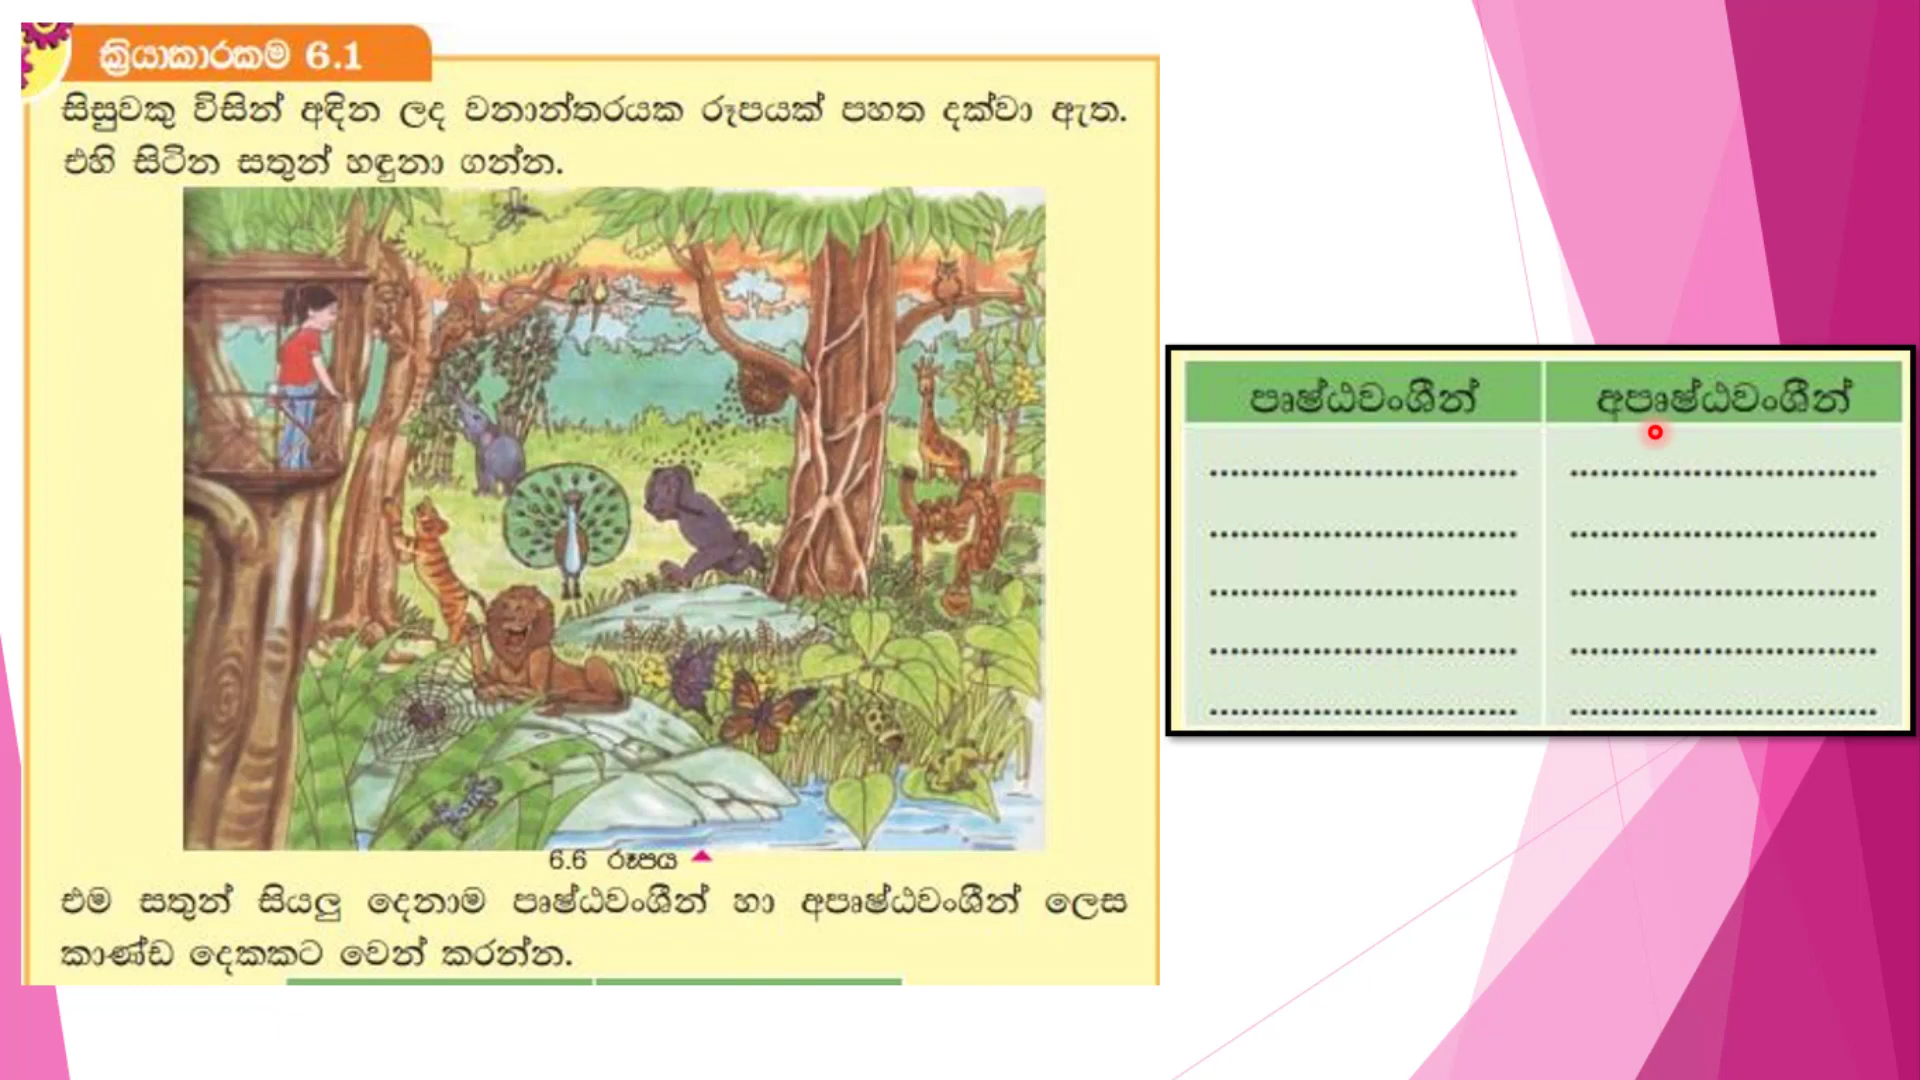 ක්‍රියාකාරකම 6.1
සිසුවකු විසින් අඳින ලද වනාන්තරයක රූපයක් පහත දක්වා ඇත.
එහි සිටින සතුන් හඳුනා ගන්න.
6.6 රූපය
එම සතුන් සියලු දෙනාම පෘෂ්ඨවංශීන් හා අපෘෂ්ඨවංශීන් ලෙස
කාණ්ඩ දෙකකට වෙන් කරන්න.
පෘෂ්ඨවංශීන් අපෘෂ්ඨවංශීන්